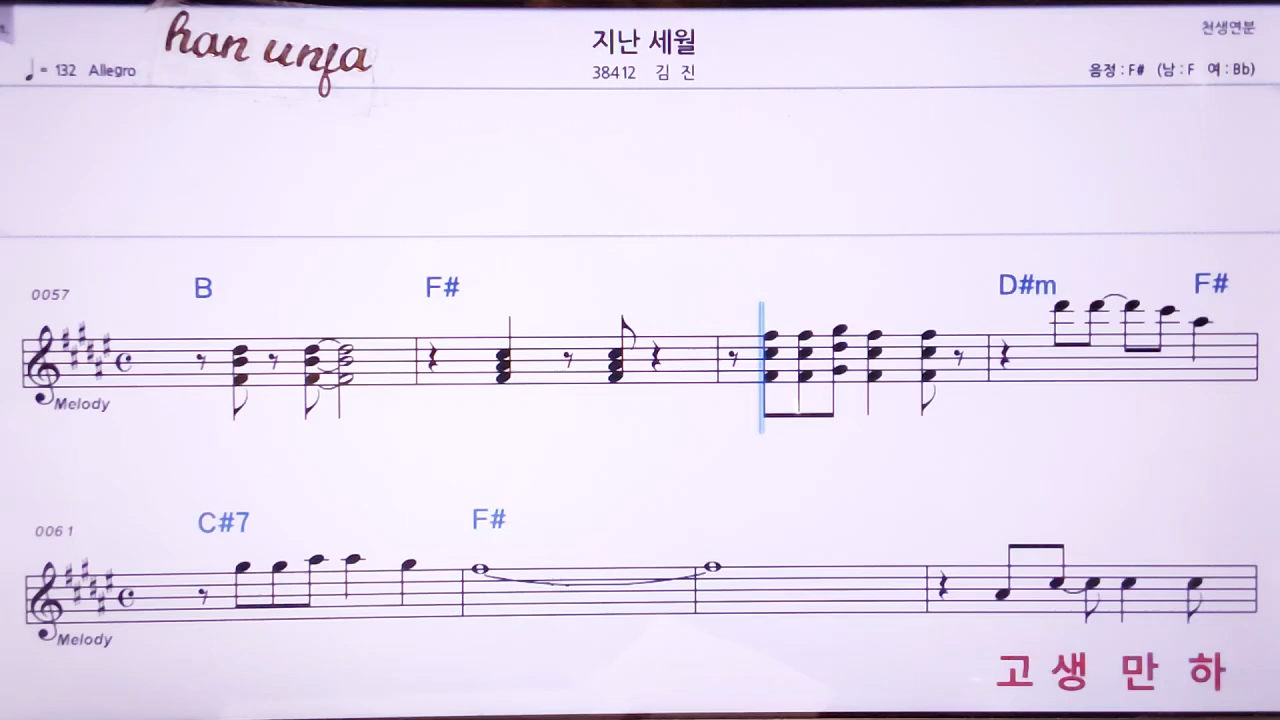 han unja
지난 세월
천생연분
♩= 132 Allegro
38412 김 진
음정 : F# (남 : F 여 : Bb)
B F# D#m F#
0057
Melody
C#7 F#
0061
Melody
고 생 만 하